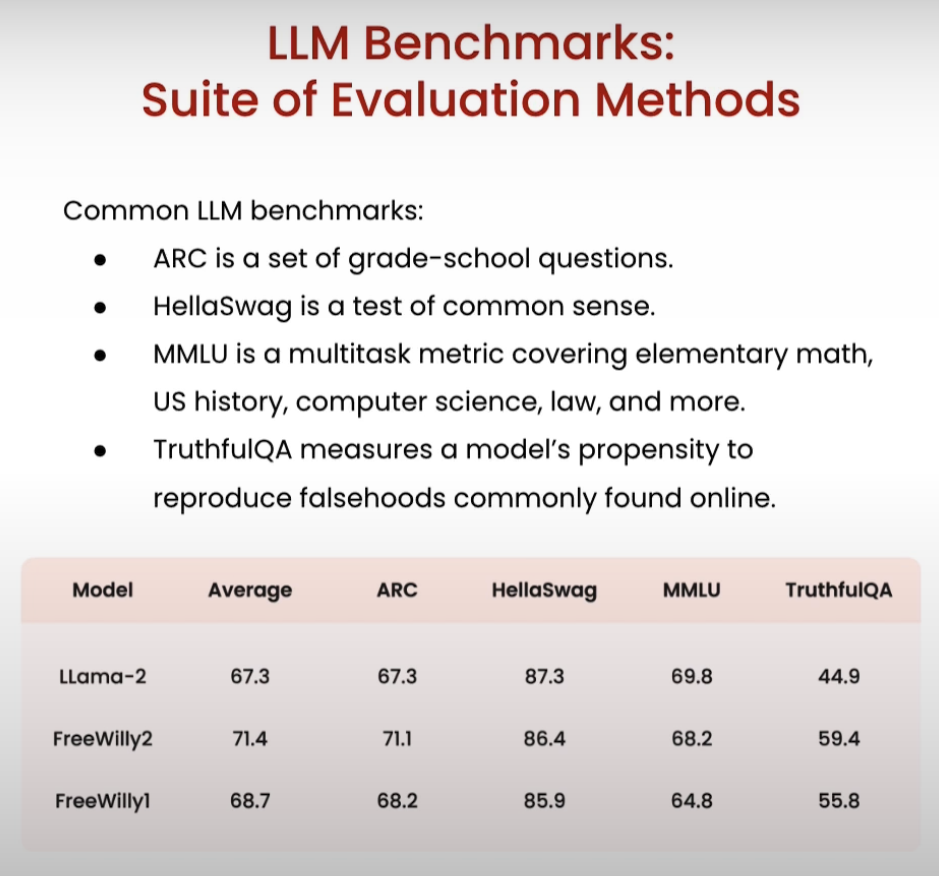 LLM Benchmarks:
Suite of Evaluation Methods
Common LLM benchmarks:
● ARC is a set of grade-school questions.
● HellaSwag is a test of common sense.
● MMLU is a multitask metric covering elementary math,
US history, computer science, law, and more.
● TruthfulQA measures a model's propensity to
reproduce falsehoods commonly found online.
Model Average ARC HellaSwag MMLU TruthfulQA
LLama-2 67.3 67.3 87.3 69.8 44.9
FreeWilly2 71.4 71.1 86.4 68.2 59.4
FreeWilly1 68.7 68.2 85.9 64.8 55.8